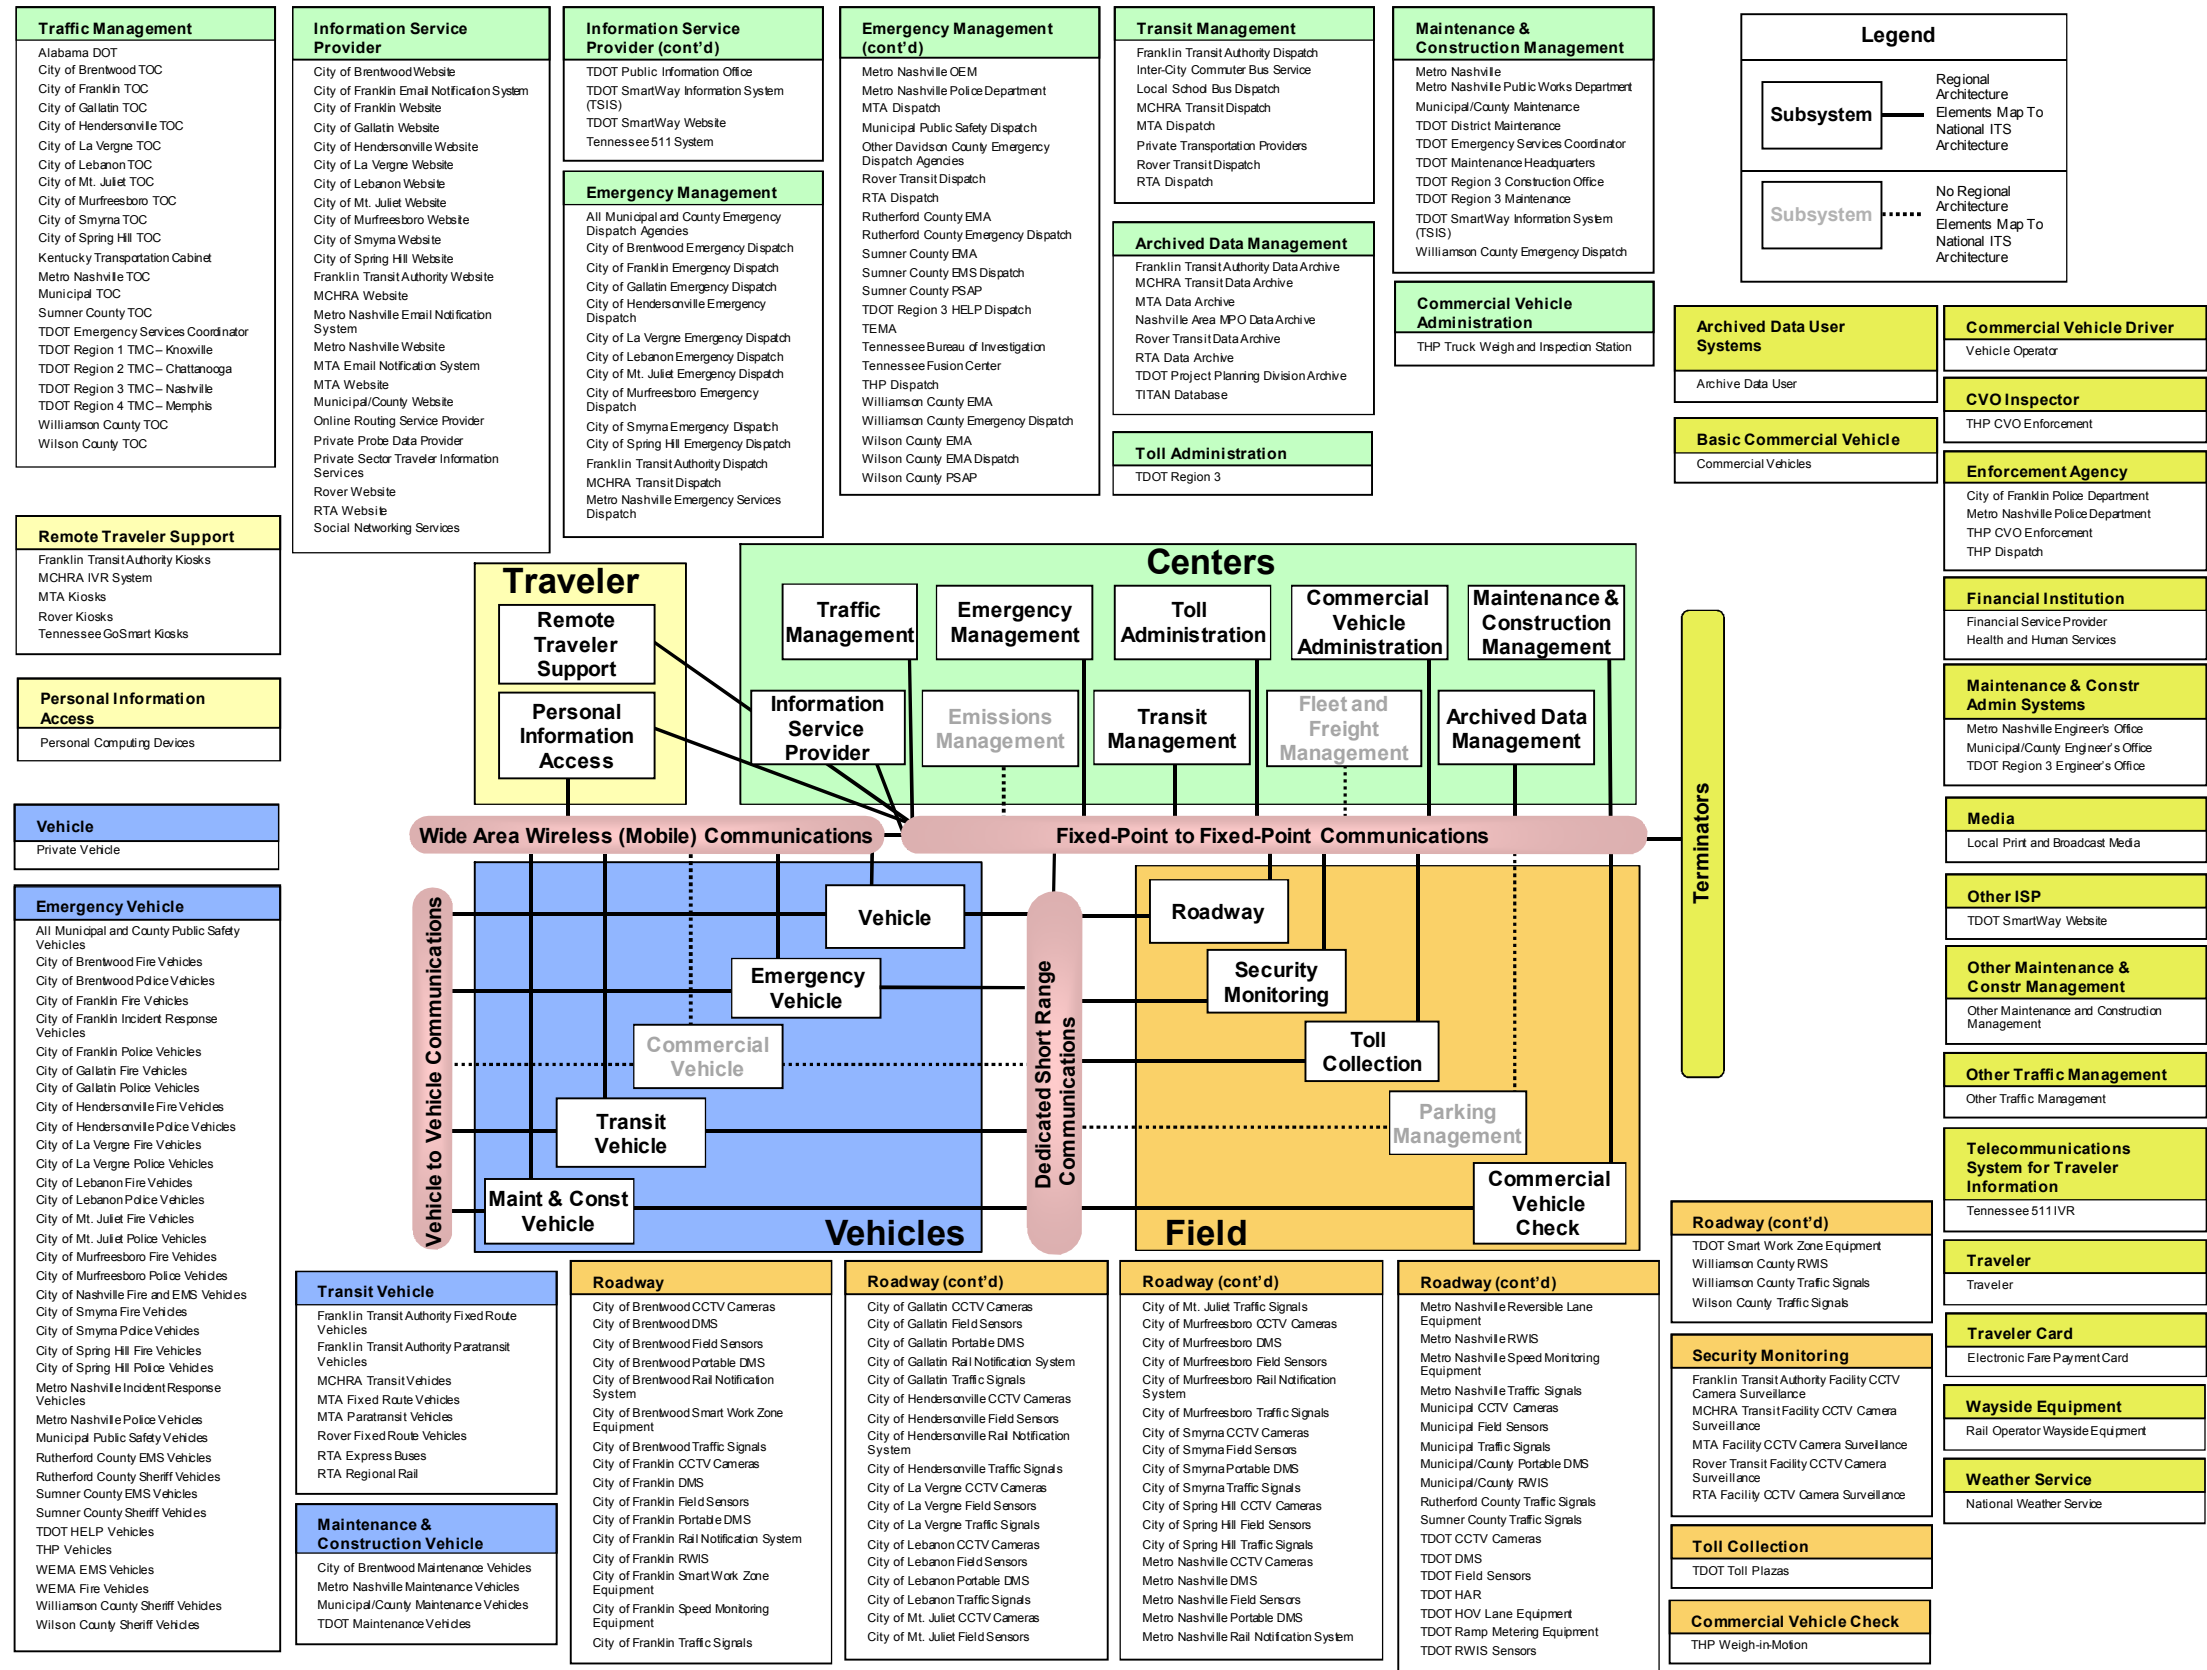 Traffic Management
Alabama DOT
City of Brentwood TOC
City of Franklin TOC
City of Gallatin TOC
City of Hendersonville TOC
City of La Vergne TOC
City of Lebanon TOC
City of Mt. Juliet TOC
City of Murfreesboro TOC
City of Smyrna TOC
City of Spring Hill TOC
Kentucky Transportation Cabinet
Metro Nashville TOC
Municipal TOC
Sumner County TOC
TDOT Emergency Services Coordinator
TDOT Region 1 TMC – Knoxville
TDOT Region 2 TMC – Chattanooga
TDOT Region 3 TMC – Nashville
TDOT Region 4 TMC – Memphis
Williamson County TOC
Wilson County TOC
Information Service
Provider
City of Brentwood Website
City of Franklin Email Notification System
City of Franklin Website
City of Gallatin Website
City of Hendersonville Website
City of La Vergne Website
City of Lebanon Website
City of Mt. Juliet Website
City of Murfreesboro Website
City of Smyrna Website
City of Spring Hill Website
Franklin Transit Authority Website
MCHRA Website
Metro Nashville Email Notification
System
Metro Nashville Website
MTA Email Notification System
MTA Website
Municipal/County Website
Online Routing Service Provider
Private Probe Data Provider
Private Sector Traveler Information
Services
Rover Website
RTA Website
Social Networking Services
Information Service
Provider (cont'd)
TDOT Public Information Office
TDOT SmartWay Information System
(TSIS)
TDOT SmartWay Website
Tennessee 511 System
Emergency Management
All Municipal and County Emergency
Dispatch Agencies
City of Brentwood Emergency Dispatch
City of Franklin Emergency Dispatch
City of Gallatin Emergency Dispatch
City of Hendersonville Emergency
Dispatch
City of La Vergne Emergency Dispatch
City of Lebanon Emergency Dispatch
City of Mt. Juliet Emergency Dispatch
City of Murfreesboro Emergency
Dispatch
City of Smyrna Emergency Dispatch
City of Spring Hill Emergency Dispatch
Franklin Transit Authority Dispatch
MCHRA Transit Dispatch
Metro Nashville Emergency Services
Dispatch
Emergency Management
(cont'd)
Metro Nashville OEM
Metro Nashville Police Department
MTA Dispatch
Municipal Public Safety Dispatch
Other Davidson County Emergency
Dispatch Agencies
Rover Transit Dispatch
RTA Dispatch
Rutherford County EMA
Rutherford County Emergency Dispatch
Sumner County EMA
Sumner County EMS Dispatch
Sumner County PSAP
TDOT Region 3 HELP Dispatch
TEMA
Tennessee Bureau of Investigation
Tennessee Fusion Center
THP Dispatch
Williamson County EMA
Williamson County Emergency Dispatch
Wilson County EMA
Wilson County EMA Dispatch
Wilson County PSAP
Transit Management
Franklin Transit Authority Dispatch
Inter-City Commuter Bus Service
Local School Bus Dispatch
MCHRA Transit Dispatch
MTA Dispatch
Private Transportation Providers
Rover Transit Dispatch
RTA Dispatch
Archived Data Management
Franklin Transit Authority Data Archive
MCHRA Transit Data Archive
MTA Data Archive
Nashville Area MPO Data Archive
Rover Transit Data Archive
RTA Data Archive
TDOT Project Planning Division Archive
TITAN Database
Toll Administration
TDOT Region 3
Maintenance &
Construction Management
Metro Nashville
Metro Nashville Public Works Department
Municipal/County Maintenance
TDOT District Maintenance
TDOT Emergency Services Coordinator
TDOT Maintenance Headquarters
TDOT Region 3 Construction Office
TDOT Region 3 Maintenance
TDOT SmartWay Information System
(TSIS)
Williamson County Emergency Dispatch
Commercial Vehicle
Administration
THP Truck Weigh and Inspection Station
Legend
Subsystem
Regional
Architecture
Elements Map To
National ITS
Architecture
Subsystem
No Regional
Architecture
Elements Map To
National ITS
Architecture
Archived Data User
Systems
Archive Data User
Basic Commercial Vehicle
Commercial Vehicles
Commercial Vehicle Driver
Vehicle Operator
CVO Inspector
THP CVO Enforcement
Enforcement Agency
City of Franklin Police Department
Metro Nashville Police Department
THP CVO Enforcement
THP Dispatch
Financial Institution
Financial Service Provider
Health and Human Services
Maintenance & Constr
Admin Systems
Metro Nashville Engineer's Office
Municipal/County Engineer's Office
TDOT Region 3 Engineer's Office
Media
Local Print and Broadcast Media
Other ISP
TDOT SmartWay Website
Other Maintenance &
Constr Management
Other Maintenance and Construction
Management
Other Traffic Management
Other Traffic Management
Telecommunications
System for Traveler
Information
Tennessee 511 IVR
Traveler
Traveler
Traveler Card
Electronic Fare Payment Card
Wayside Equipment
Rail Operator Wayside Equipment
Weather Service
National Weather Service
Remote Traveler Support
Franklin Transit Authority Kiosks
MCHRA IVR System
MTA Kiosks
Rover Kiosks
Tennessee GoSmart Kiosks
Personal Information
Access
Personal Computing Devices
Vehicle
Private Vehicle
Emergency Vehicle
All Municipal and County Public Safety
Vehicles
City of Brentwood Fire Vehicles
City of Brentwood Police Vehicles
City of Franklin Fire Vehicles
City of Franklin Incident Response
Vehicles
City of Franklin Police Vehicles
City of Gallatin Fire Vehicles
City of Gallatin Police Vehicles
City of Hendersonville Fire Vehicles
City of Hendersonville Police Vehicles
City of La Vergne Fire Vehicles
City of La Vergne Police Vehicles
City of Lebanon Fire Vehicles
City of Lebanon Police Vehicles
City of Mt. Juliet Fire Vehicles
City of Mt. Juliet Police Vehicles
City of Murfreesboro Fire Vehicles
City of Murfreesboro Police Vehicles
City of Nashville Fire and EMS Vehicles
City of Smyrna Fire Vehicles
City of Smyrna Police Vehicles
City of Spring Hill Fire Vehicles
City of Spring Hill Police Vehicles
Metro Nashville Incident Response
Vehicles
Metro Nashville Police Vehicles
Municipal Public Safety Vehicles
Rutherford County EMS Vehicles
Rutherford County Sheriff Vehicles
Sumner County EMS Vehicles
Sumner County Sheriff Vehicles
TDOT HELP Vehicles
THP Vehicles
WEMA EMS Vehicles
WEMA Fire Vehicles
Williamson County Sheriff Vehicles
Wilson County Sheriff Vehicles
Traveler
Remote
Traveler
Support
Personal
Information
Access
Centers
Traffic
Management
Emergency
Management
Toll
Administration
Commercial
Vehicle
Administration
Maintenance &
Construction
Management
Information
Service
Provider
Emissions
Management
Transit
Management
Fleet and
Freight
Management
Archived Data
Management
Wide Area Wireless (Mobile) Communications
Fixed-Point to Fixed-Point Communications
Terminators
Vehicle to Vehicle Communications
Vehicle
Emergency
Vehicle
Commercial
Vehicle
Transit
Vehicle
Maint & Const
Vehicle
Vehicles
Dedicated Short Range
Communications
Roadway
Security
Monitoring
Toll
Collection
Parking
Management
Commercial
Vehicle
Check
Field
Transit Vehicle
Franklin Transit Authority Fixed Route
Vehicles
Franklin Transit Authority Paratransit
Vehicles
MCHRA Transit Vehicles
MTA Fixed Route Vehicles
MTA Paratransit Vehicles
Rover Fixed Route Vehicles
RTA Express Buses
RTA Regional Rail
Maintenance &
Construction Vehicle
City of Brentwood Maintenance Vehicles
Metro Nashville Maintenance Vehicles
Municipal/County Maintenance Vehicles
TDOT Maintenance Vehicles
Roadway
City of Brentwood CCTV Cameras
City of Brentwood DMS
City of Brentwood Field Sensors
City of Brentwood Portable DMS
City of Brentwood Rail Notification
System
City of Brentwood Smart Work Zone
Equipment
City of Brentwood Traffic Signals
City of Franklin CCTV Cameras
City of Franklin DMS
City of Franklin Field Sensors
City of Franklin Portable DMS
City of Franklin Rail Notification System
City of Franklin RWIS
City of Franklin Smart Work Zone
Equipment
City of Franklin Speed Monitoring
Equipment
City of Franklin Traffic Signals
Roadway (cont'd)
City of Gallatin CCTV Cameras
City of Gallatin Field Sensors
City of Gallatin Portable DMS
City of Gallatin Rail Notification System
City of Gallatin Traffic Signals
City of Hendersonville CCTV Cameras
City of Hendersonville Field Sensors
City of Hendersonville Rail Notification
System
City of Hendersonville Traffic Signals
City of La Vergne CCTV Cameras
City of La Vergne Field Sensors
City of La Vergne Traffic Signals
City of Lebanon CCTV Cameras
City of Lebanon Field Sensors
City of Lebanon Portable DMS
City of Lebanon Traffic Signals
City of Mt. Juliet CCTV Cameras
City of Mt. Juliet Field Sensors
Roadway (cont'd)
City of Mt. Juliet Traffic Signals
City of Murfreesboro CCTV Cameras
City of Murfreesboro DMS
City of Murfreesboro Field Sensors
City of Murfreesboro Rail Notification
System
City of Murfreesboro Traffic Signals
City of Smyrna CCTV Cameras
City of Smyrna Field Sensors
City of Smyrna Portable DMS
City of Smyrna Traffic Signals
City of Spring Hill CCTV Cameras
City of Spring Hill Field Sensors
City of Spring Hill Traffic Signals
Metro Nashville CCTV Cameras
Metro Nashville DMS
Metro Nashville Field Sensors
Metro Nashville Portable DMS
Metro Nashville Rail Notification System
Roadway (cont'd)
Metro Nashville Reversible Lane
Equipment
Metro Nashville RWIS
Metro Nashville Speed Monitoring
Equipment
Metro Nashville Traffic Signals
Municipal CCTV Cameras
Municipal Field Sensors
Municipal Traffic Signals
Municipal/County Portable DMS
Municipal/County RWIS
Rutherford County Traffic Signals
Sumner County Traffic Signals
TDOT CCTV Cameras
TDOT DMS
TDOT Field Sensors
TDOT HAR
TDOT HOV Lane Equipment
TDOT Ramp Metering Equipment
TDOT RWIS Sensors
Roadway (cont'd)
TDOT Smart Work Zone Equipment
Williamson County RWIS
Williamson County Traffic Signals
Wilson County Traffic Signals
Security Monitoring
Franklin Transit Authority Facility CCTV
Camera Surveillance
MCHRA Transit Facility CCTV Camera
Surveillance
MTA Facility CCTV Camera Surveillance
Rover Transit Facility CCTV Camera
Surveillance
RTA Facility CCTV Camera Surveillance
Toll Collection
TDOT Toll Plazas
Commercial Vehicle Check
THP Weigh-in-Motion